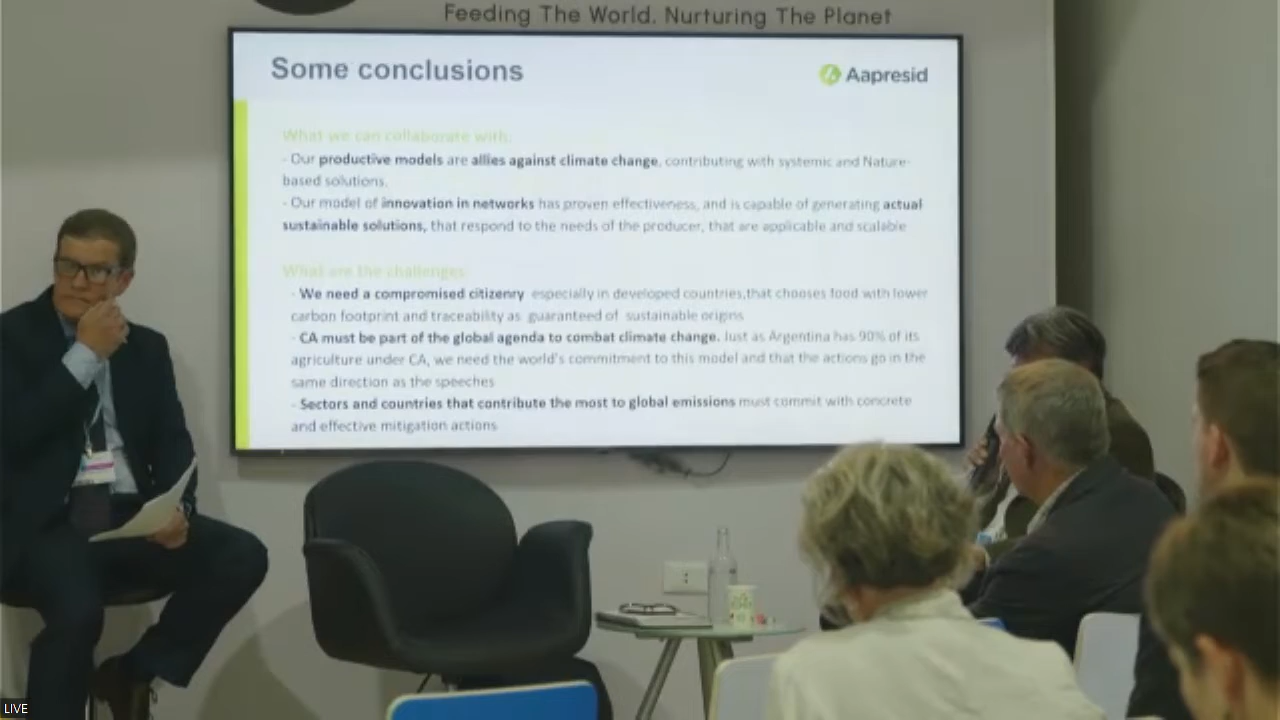 Feeding The World. Nurturing The Planet
Some conclusions
Aapresid
What we can collaborate with:
- Our productive models are allies against climate change, contributing with systemic and Nature-
based solutions.
- Our model of innovation in networks has proven effectiveness, and is capable of generating actual
sustainable solutions, that respond to the needs of the producer, that are applicable and scalable
What are the challenges:
- We need a compromised citizenry especially in developed countries,that chooses food with lower
carbon footprint and traceability as guaranteed of sustainable origins
- CA must be part of the global agenda to combat climate change. Just as Argentina has 90% of its
agriculture under CA, we need the world's commitment to this model and that the actions go in the
same direction as the speeches
- Sectors and countries that contribute the most to global emissions must commit with concrete
and effective mitigation actions
LIVE